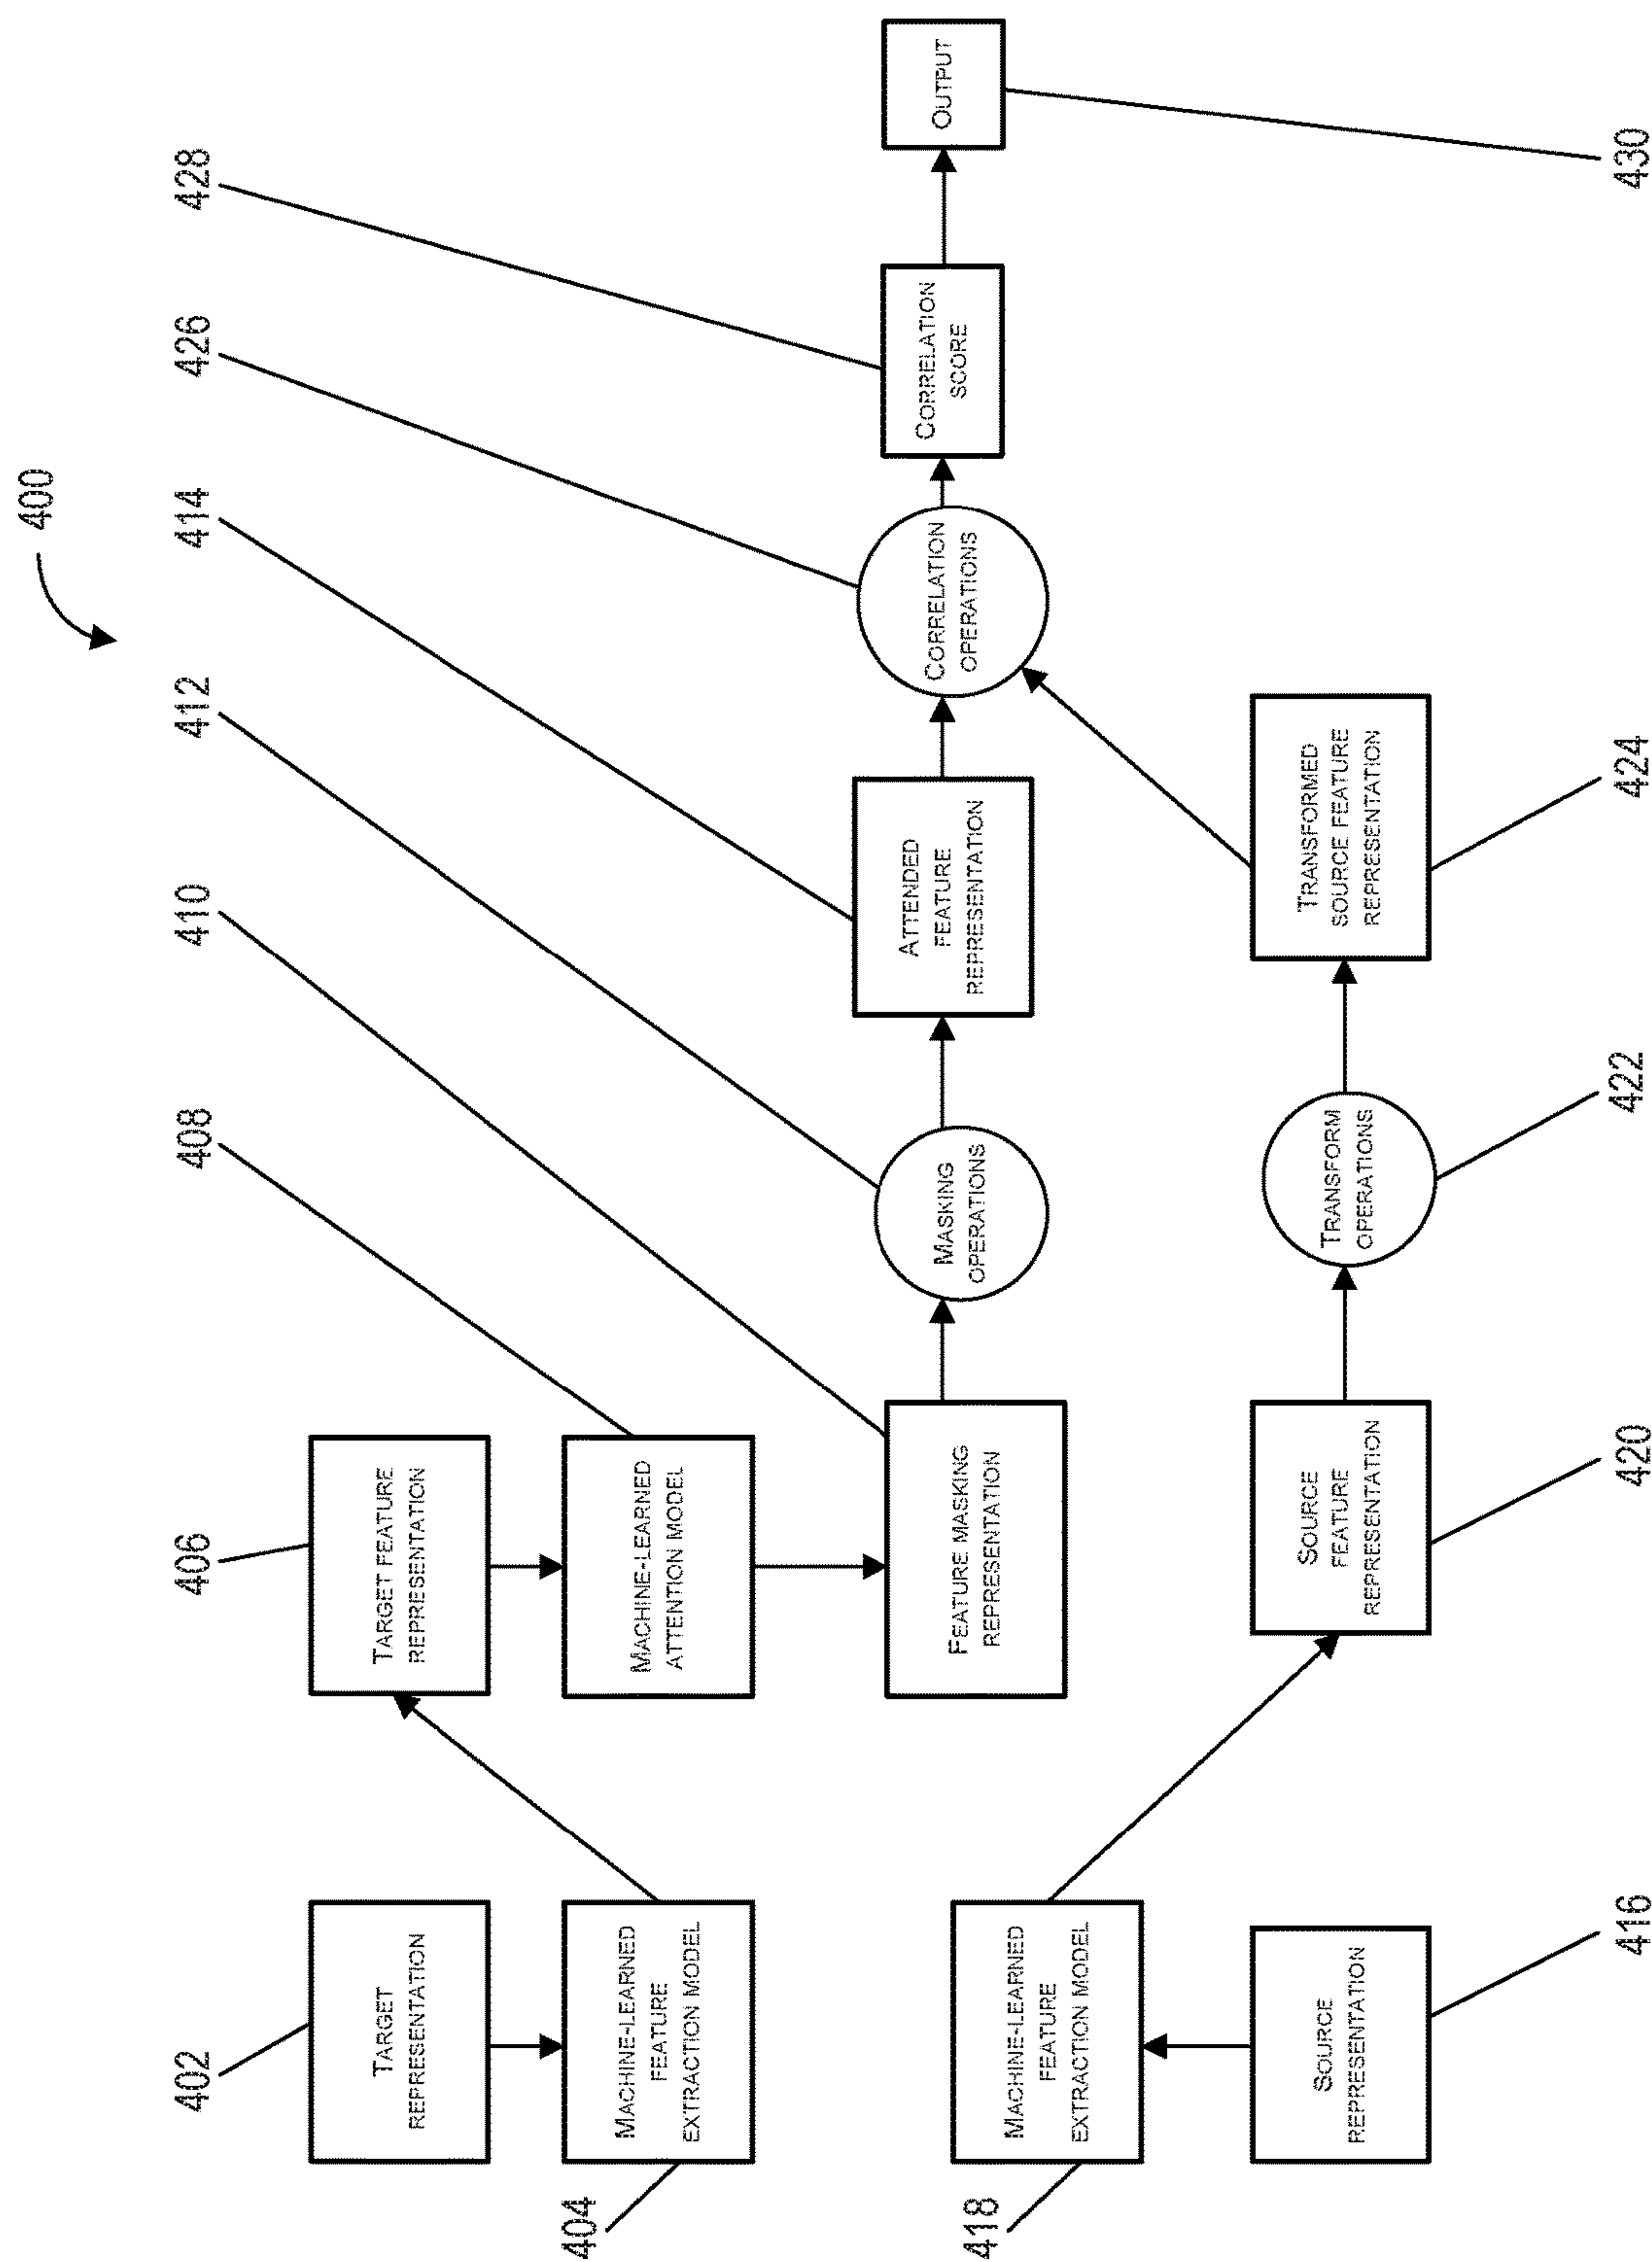 400
402
406
408
410
412
414
426
428
TARGET
REPRESENTATION
TARGET FEATURE
REPRESENTATION
MACHINE-LEARNED
FEATURE
EXTRACTION MODEL
MACHINE-LEARNED
ATTENTION MODEL
404
FEATURE MASKING
REPRESENTATION
MASKING
OPERATIONS
ATTENDED
FEATURE
REPRESENTATION
CORRELATION
OPERATIONS
CORRELATION
SCORE
OUTPUT
MACHINE-LEARNED
FEATURE
EXTRACTION MODEL
418
SOURCE
REPRESENTATION
SOURCE
FEATURE
REPRESENTATION
TRANSFORM
OPERATIONS
TRANSFORMED
SOURCE FEATURE
REPRESENTATION
416
420
422
424
430